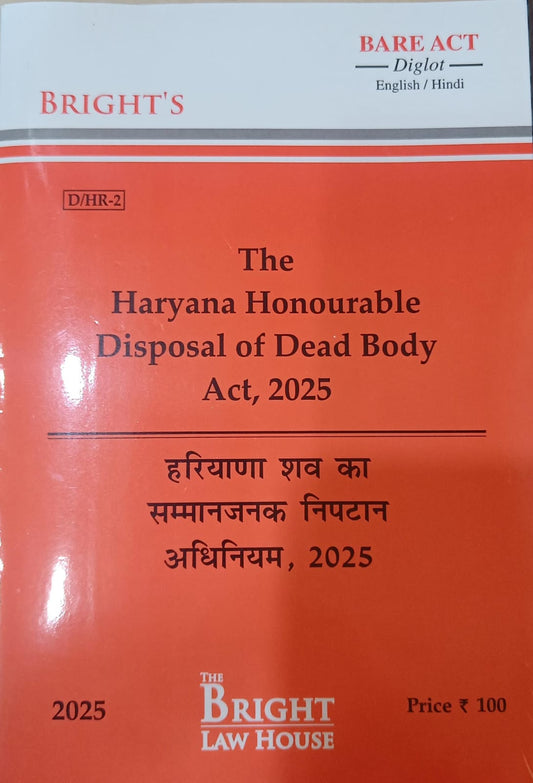 BARE ACT
Diglot
English / Hindi
BRIGHT'S
D/HR-2
The
Haryana Honourable
Disposal of Dead Body
Act, 2025
हरियाणा शव का
सम्मानजनक निपटान
अधिनियम, 2025
2025
THE
BRIGHT
LAW HOUSE
Price ₹ 100